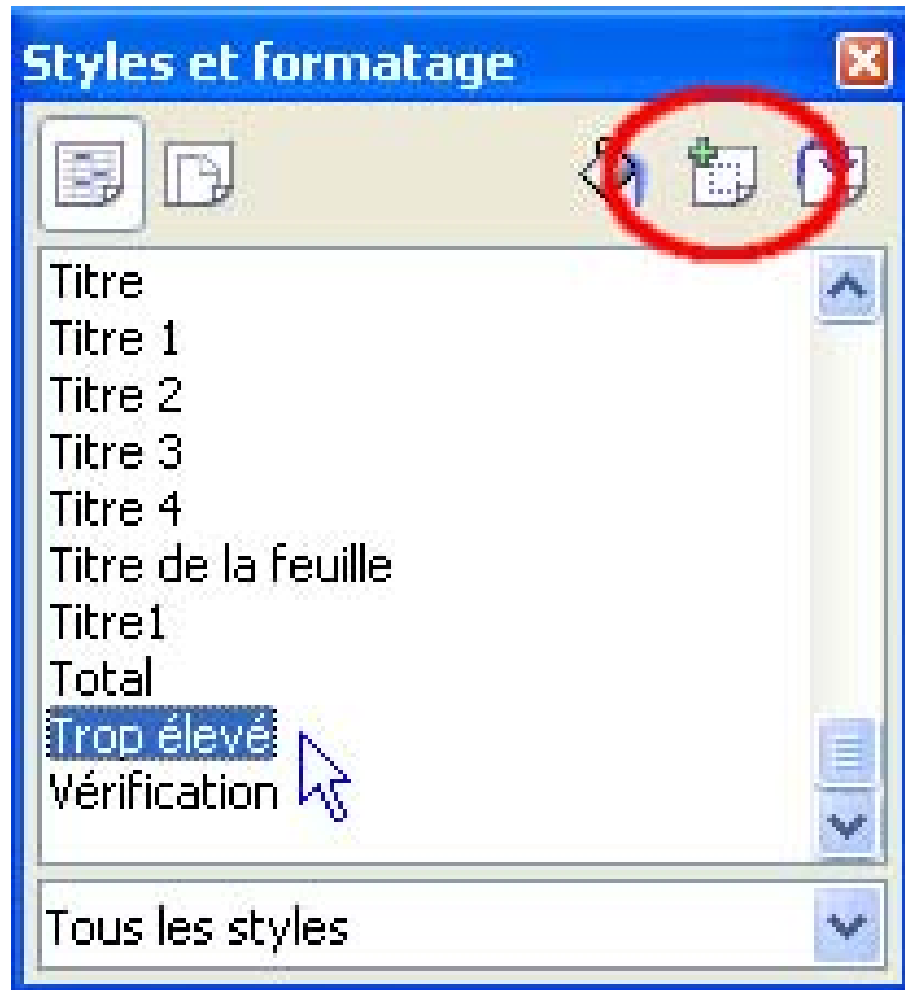 Styles et formatage
Titre
Titre 1
Titre 2
Titre 3
Titre 4
Titre de la feuille
Titre1
Total
Trop élevé
Vérification
Tous les styles